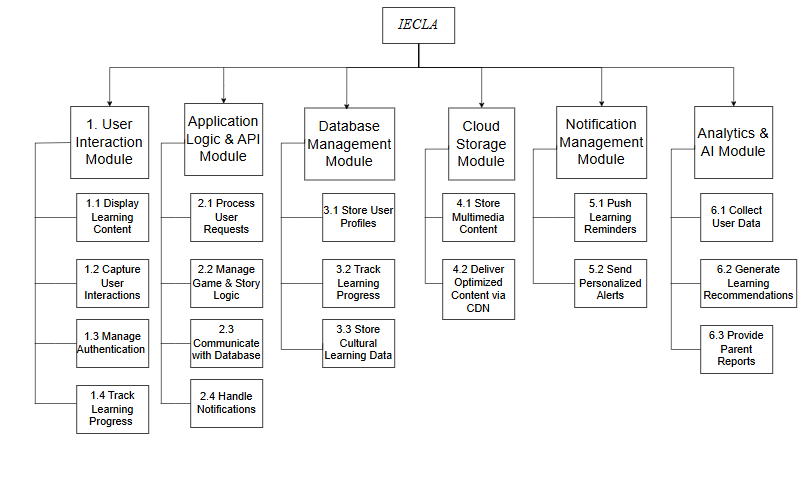 IECLA
1. User
Interaction
Module
Application
Logic & API
Module
Database
Management
Module
Cloud
Storage
Module
Notification
Management
Module
Analytics &
AI Module
1.1 Display
Learning
Content
1.2 Capture
User
Interactions
1.3 Manage
Authentication
1.4 Track
Learning
Progress
2.1 Process
User
Requests
2.2 Manage
Game & Story
Logic
2.3
Communicate
with Database
2.4 Handle
Notifications
3.1 Store User
Profiles
3.2 Track
Learning
Progress
3.3 Store
Cultural
Learning Data
4.1 Store
Multimedia
Content
4.2 Deliver
Optimized
Content via
CDN
5.1 Push
Learning
Reminders
5.2 Send
Personalized
Alerts
6.1 Collect
User Data
6.2 Generate
Learning
Recommendations
6.3 Provide
Parent
Reports